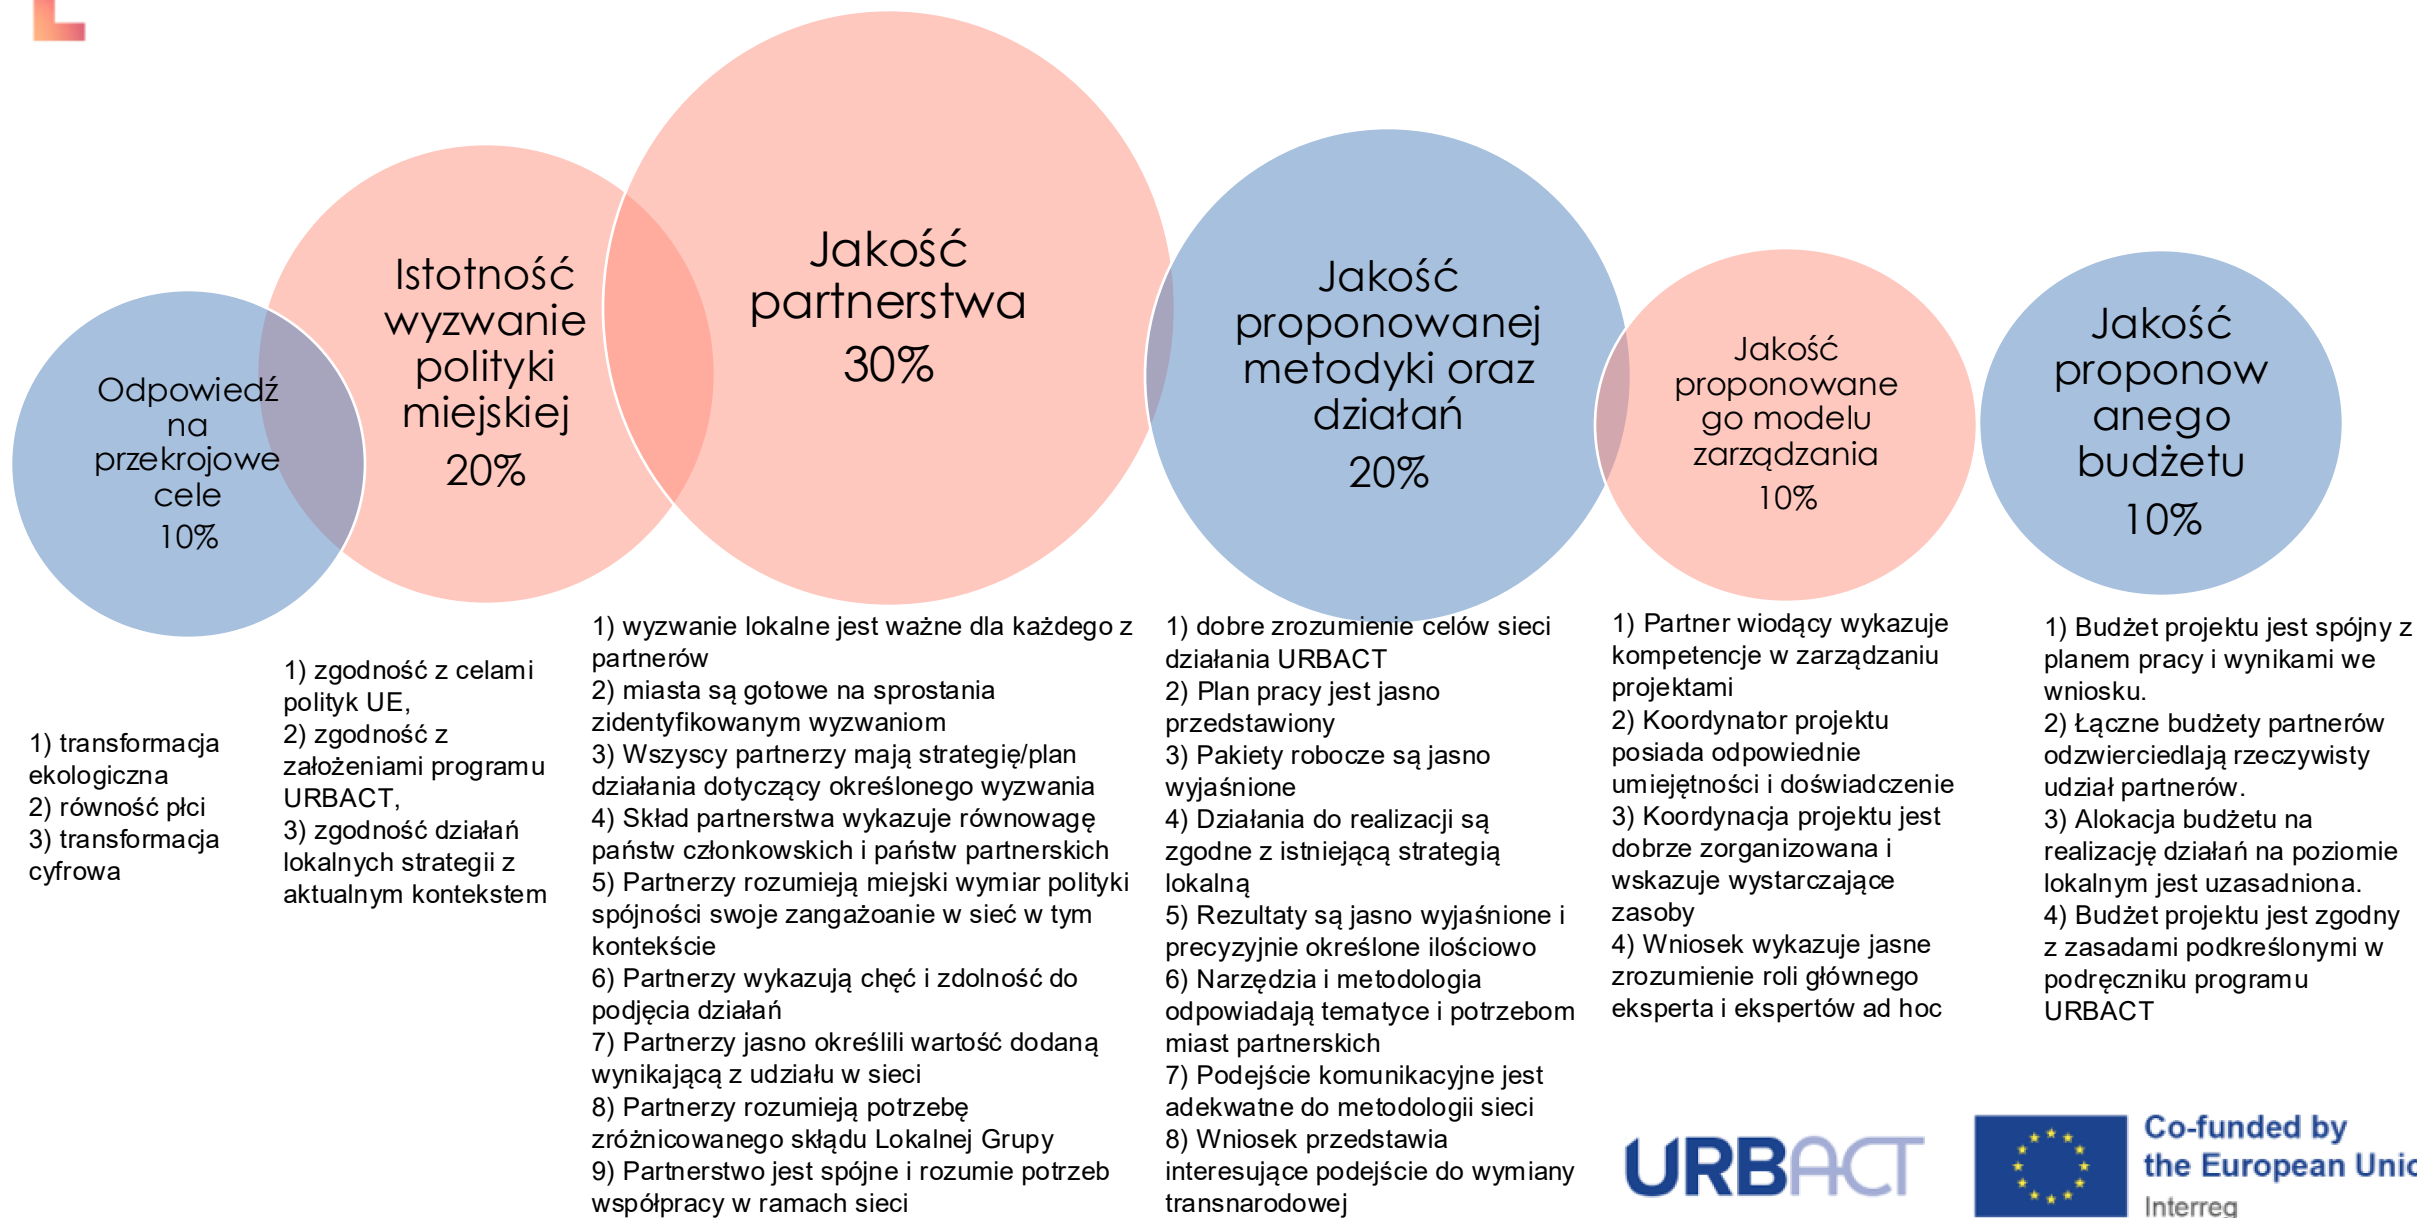 Odpowiedź
na
przekrojowe
cele
10%
Istotność
wyzwanie
polityki
miejskiej
20%
Jakość
partnerstwa
30%
Jakość
proponowanej
metodyki oraz
działań
20%
Jakość
proponowane
go modelu
zarządzania
10%
Jakość
proponow
anego
budżetu
10%
1) transformacja
ekologiczna
2) równość płci
3) transformacja
cyfrowa
1) zgodność z celami
polityk UE,
2) zgodność z
założeniami programu
URBACT,
3) zgodność działań
lokalnych strategii z
aktualnym kontekstem
1) wyzwanie lokalne jest ważne dla każdego z
partnerów
2) miasta są gotowe na sprostania
zidentyfikowanym wyzwaniom
3) Wszyscy partnerzy mają strategię/plan
działania dotyczący określonego wyzwania
4) Skład partnerstwa wykazuje równowagę
państw członkowskich i państw partnerskich
5) Partnerzy rozumieją miejski wymiar polityki
spójności swoje zangażoanie w sieć w tym
kontekście
6) Partnerzy wykazują chęć i zdolność do
podjęcia działań
7) Partnerzy jasno określili wartość dodaną
wynikającą z udziału w sieci
8) Partnerzy rozumieją potrzebę
zróżnicowanego skłądu Lokalnej Grupy
9) Partnerstwo jest spójne i rozumie potrzeb
współpracy w ramach sieci
1) dobre zrozumienie celów sieci
działania URBACT
2) Plan pracy jest jasno
przedstawiony
3) Pakiety robocze są jasno
wyjaśnione
4) Działania do realizacji są
zgodne z istniejącą strategią
lokalną
5) Rezultaty są jasno wyjaśnione i
precyzyjnie określone ilościowo
6) Narzędzia i metodologia
odpowiadają tematyce i potrzebom
miast partnerskich
7) Podejście komunikacyjne jest
adekwatne do metodologii sieci
8) Wniosek przedstawia
interesujące podejście do wymiany
transnarodowej
1) Partner wiodący wykazuje
kompetencje w zarządzaniu
projektami
2) Koordynator projektu
posiada odpowiednie
umiejętności i doświadczenie
3) Koordynacja projektu jest
dobrze zorganizowana i
wskazuje wystarczające
zasoby
4) Wniosek wykazuje jasne
zrozumienie roli głównego
eksperta i ekspertów ad hoc
1) Budżet projektu jest spójny z
planem pracy i wynikami we
wniosku.
2) Łączne budżety partnerów
odzwierciedlają rzeczywisty
udział partnerów.
3) Alokacja budżetu na
realizację działań na poziomie
lokalnym jest uzasadniona.
4) Budżet projektu jest zgodny
z zasadami podkreślonymi w
podręczniku programu
URBACT
URBACT
Co-funded by
the European Unio
Interreg